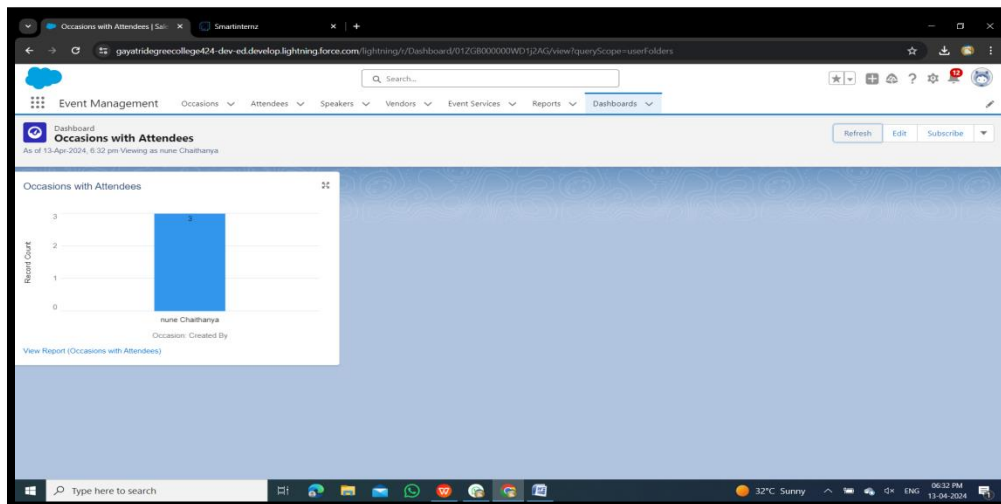 Occasions with Attendees | Sale
Smartinternz
gayatridegreecollege424-dev-ed.develop.lightning.force.com/lightning/r/Dashboard/01ZGB000000WD1j2AG/view?queryScope=userFolders
Search...
12
Event Management Occasions Attendees Speakers Vendors Event Services Reports Dashboards
Dashboard
Occasions with Attendees
As of 13-Apr-2024, 6:32 pm Viewing as nune Chaithanya
Refresh Edit Subscribe
Occasions with Attendees
Record Count
3
3
2
1
0
nune Chaithanya
Occasion: Created By
View Report (Occasions with Attendees)
Type here to search
32°C Sunny
ENG
06:32 PM
13-04-2024